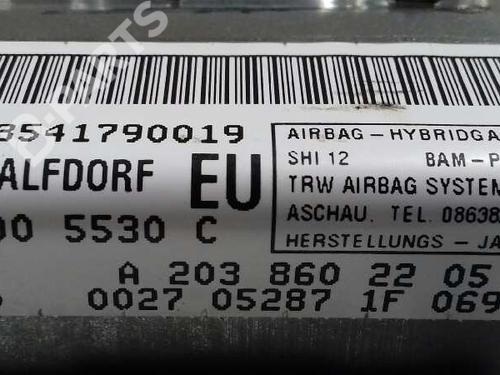 B-PARTS
3541790019
ALFDORF EU
5530 C
AIRBAG - HYBRIDGA
SHI 12 BAM-P
TRW AIRBAG SYSTEM
ASCHAU. TEL. 08638
HERSTELLUNGS - JA
A 203 860 22 05
0027 05287 1F 069